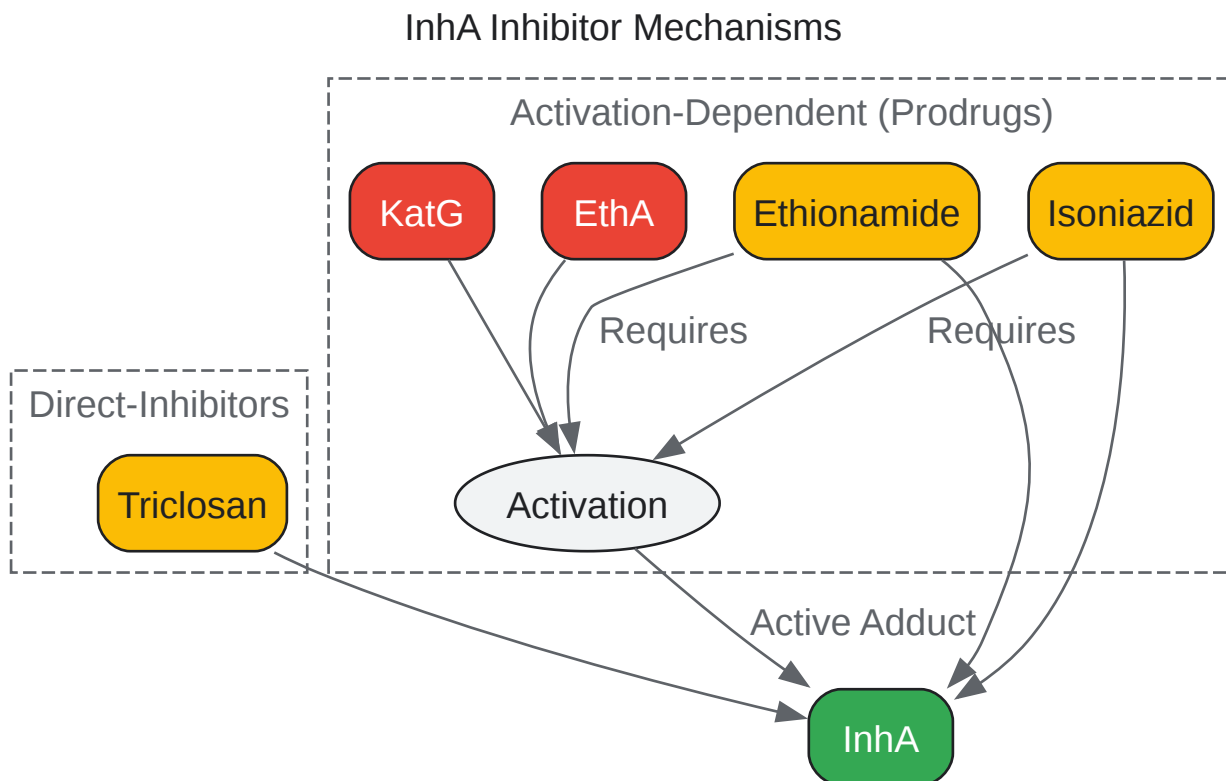 InhA Inhibitor Mechanisms
Activation-Dependent (Prodrugs)
KatG
EthA
Ethionamide
Isoniazid
Requires
Requires
Direct-Inhibitors
Triclosan
Activation
Active Adduct
InhA